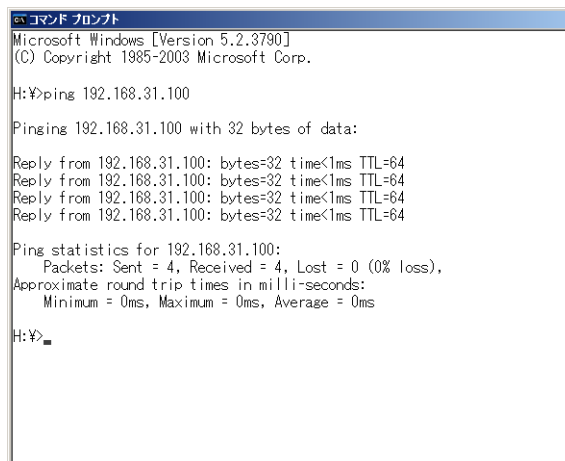 コマンド プロンプト
Microsoft Windows [Version 5.2.3790]
(C) Copyright 1985-2003 Microsoft Corp.
H:¥>ping 192.168.31.100
Pinging 192.168.31.100 with 32 bytes of data:
Reply from 192.168.31.100: bytes=32 time<1ms TTL=64
Reply from 192.168.31.100: bytes=32 time<1ms TTL=64
Reply from 192.168.31.100: bytes=32 time<1ms TTL=64
Reply from 192.168.31.100: bytes=32 time<1ms TTL=64
Ping statistics for 192.168.31.100:
    Packets: Sent = 4, Received = 4, Lost = 0 (0% loss),
Approximate round trip times in milli-seconds:
    Minimum = 0ms, Maximum = 0ms, Average = 0ms
H:¥>_